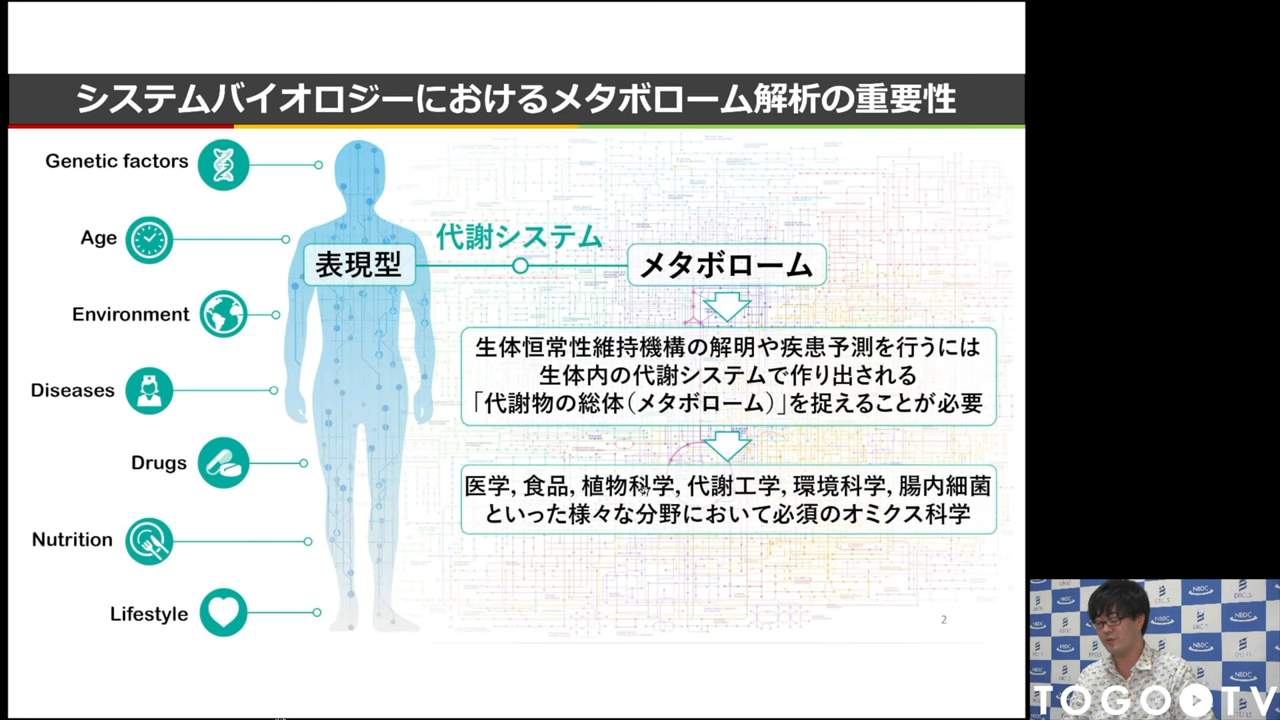 システムバイオロジーにおけるメタボローム解析の重要性
Genetic factors
Age
Environment
Diseases
Drugs
Nutrition
Lifestyle
表現型
代謝システム
メタボローム
生体恒常性維持機構の解明や疾患予測を行うには
生体内の代謝システムで作り出される
「代謝物の総体（メタボローム）」を捉えることが必要
医学, 食品, 植物科学, 代謝工学, 環境科学, 腸内細菌
といった様々な分野において必須のオミクス科学
2
NBDC
DBCLS
TOGO TV